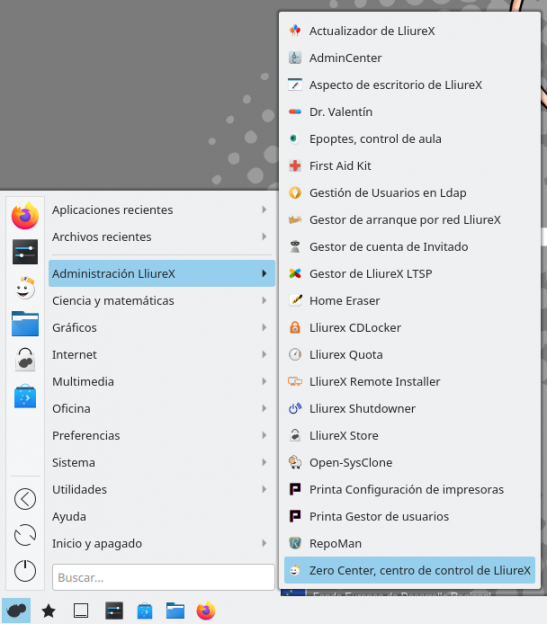 Actualizador de LliureX
AdminCenter
Aspecto de escritorio de LliureX
Dr. Valentín
Epoptes, control de aula
First Aid Kit
Gestión de Usuarios en Ldap
Gestor de arranque por red LliureX
Gestor de cuenta de Invitado
Gestor de LliureX LTSP
Home Eraser
Lliurex CDLocker
Lliurex Quota
LliureX Remote Installer
Lliurex Shutdowner
LliureX Store
Open-SysClone
Printa Configuración de impresoras
Printa Gestor de usuarios
RepoMan
Zero Center, centro de control de LliureX
Aplicaciones recientes
Archivos recientes
Administración LliureX
Ciencia y matemáticas
Gráficos
Internet
Multimedia
Oficina
Preferencias
Sistema
Utilidades
Ayuda
Inicio y apagado
Buscar...